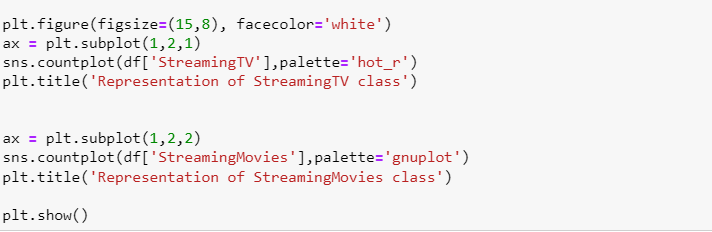 plt.figure(figsize=(15,8), facecolor='white')
ax = plt.subplot(1,2,1)
sns.countplot(df['StreamingTV'],palette='hot_r')
plt.title('Representation of StreamingTV class')
ax = plt.subplot(1,2,2)
sns.countplot(df['StreamingMovies'],palette='gnuplot')
plt.title('Representation of StreamingMovies class')
plt.show()